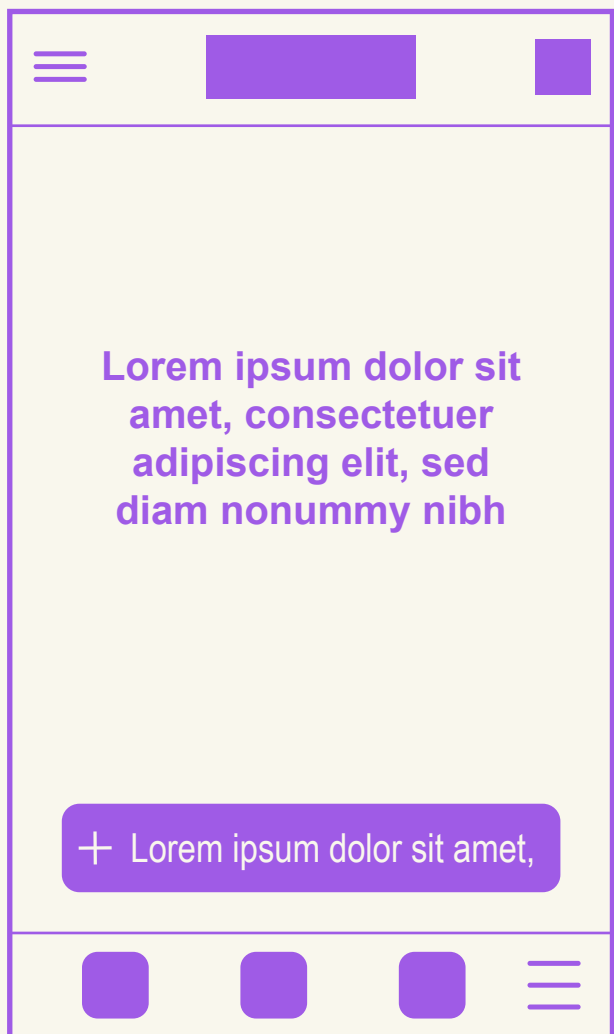 Lorem ipsum dolor sit
amet, consectetuer
adipiscing elit, sed
diam nonummy nibh
+ Lorem ipsum dolor sit amet,